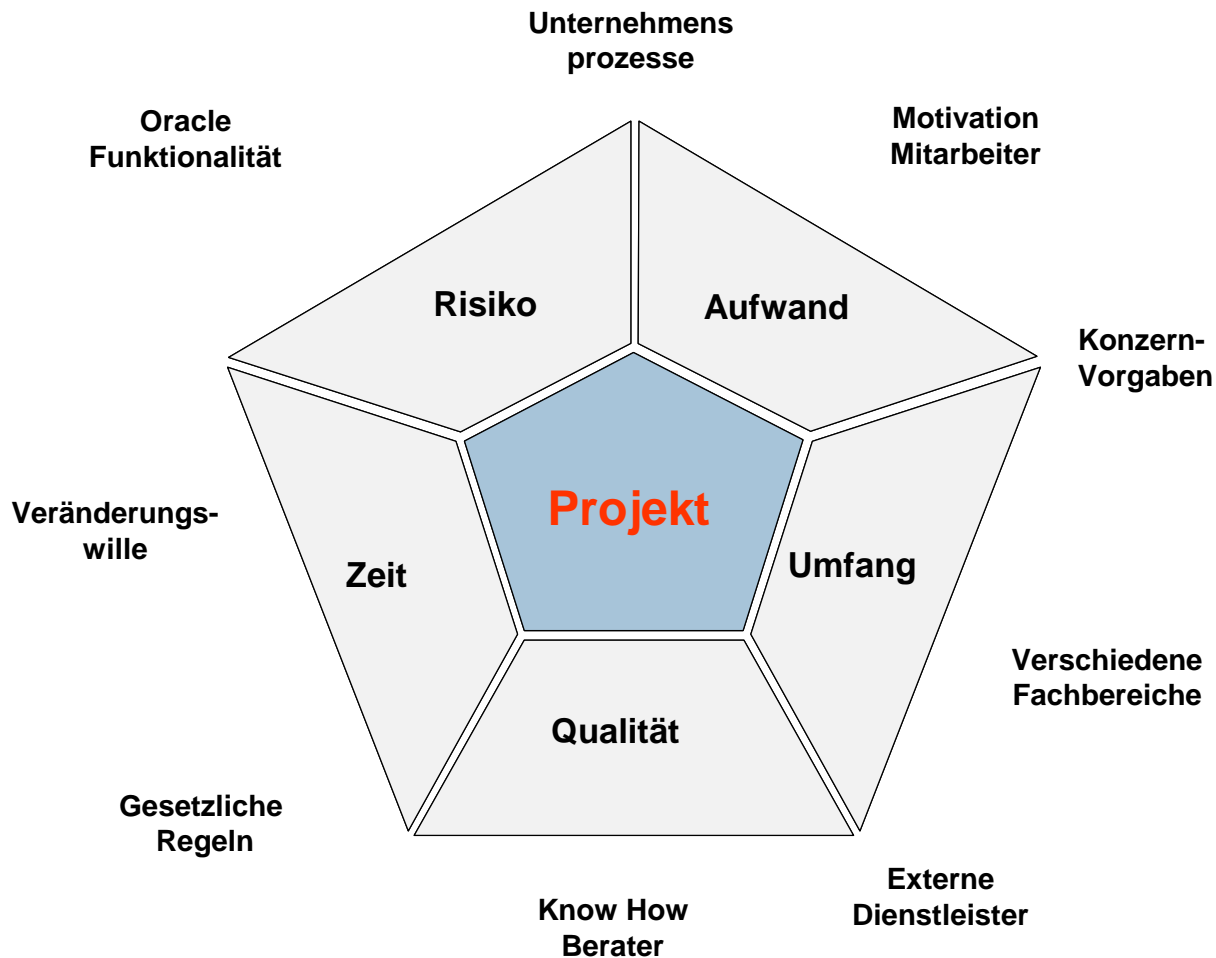 Unternehmens
prozesse
Oracle
Funktionalität
Motivation
Mitarbeiter
Risiko
Aufwand
Konzern-
Vorgaben
Projekt
Veränderungs-
wille
Zeit
Umfang
Verschiedene
Fachbereiche
Qualität
Gesetzliche
Regeln
Externe
Dienstleister
Know How
Berater